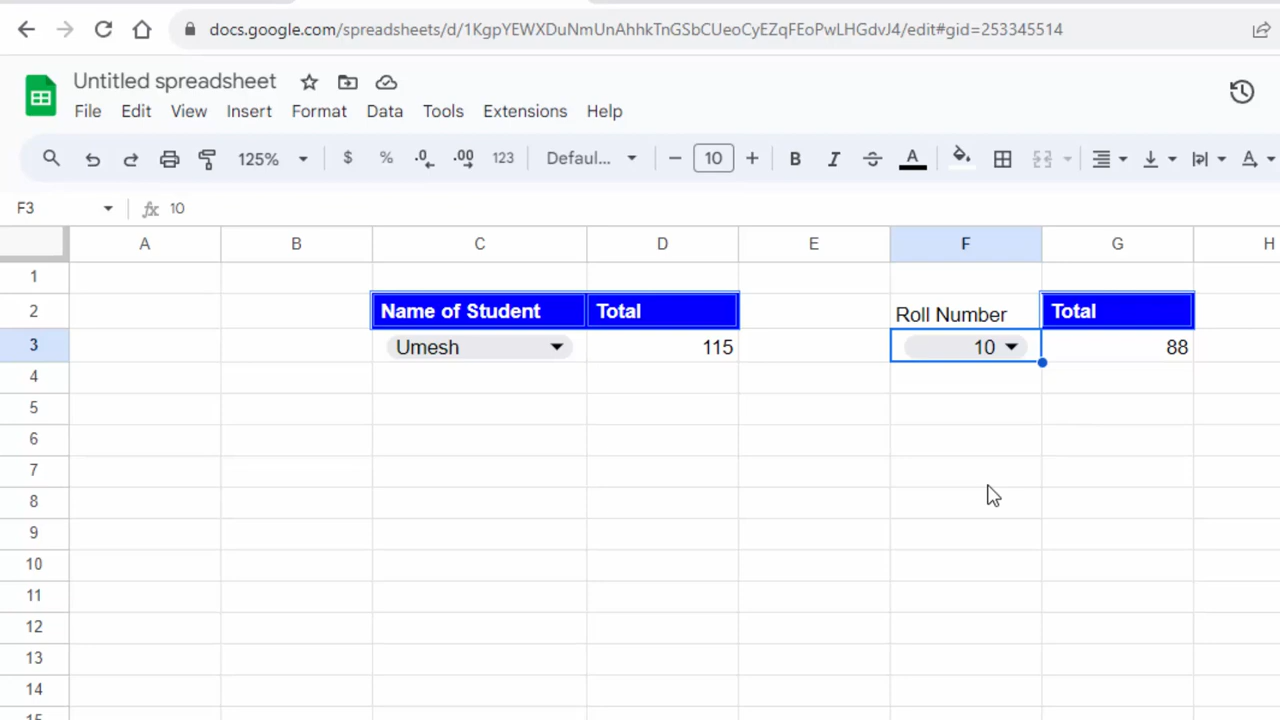 docs.google.com/spreadsheets/d/1KgpYEWXDuNmUnAhhkTnGSbCUeoCyEZqFEoPwLHGdvJ4/edit#gid=253345514
Untitled spreadsheet
File Edit View Insert Format Data Tools Extensions Help
125% $ % .0 .00 123 Defaul... 10 B I S A A
F3 fx 10
A B C D E F G H
1
2 Name of Student Total Roll Number Total
3 Umesh 115 10 88
4
5
6
7
8
9
10
11
12
13
14
15